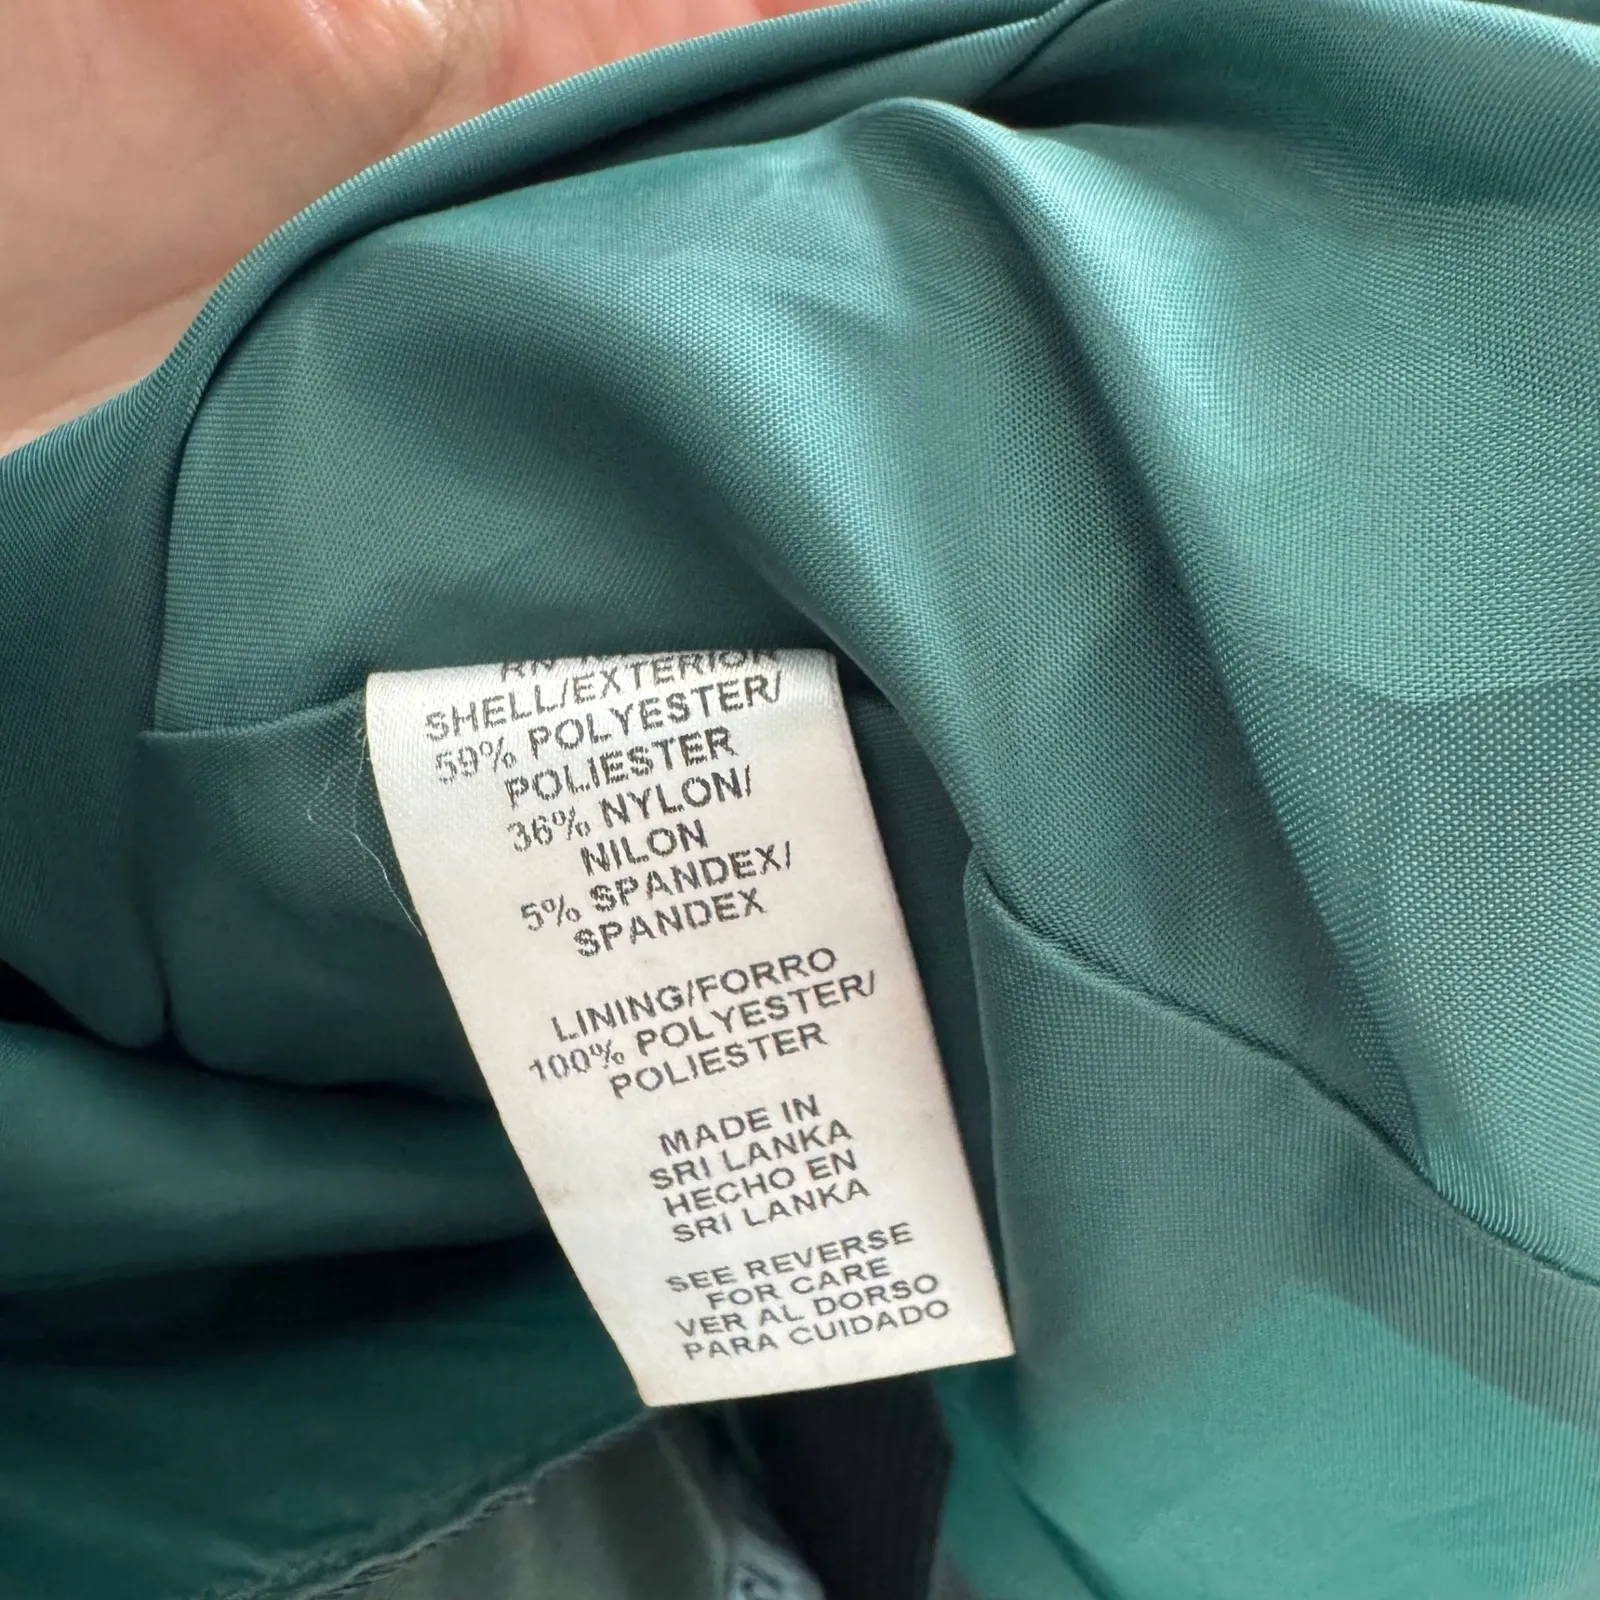 RN
SHELL/EXTERIOR
59% POLYESTER/
POLIESTER
36% NYLON/
NILON
5% SPANDEX/
SPANDEX
LINING/FORRO
100% POLYESTER/
POLIESTER
MADE IN
SRI LANKA
HECHO EN
SRI LANKA
SEE REVERSE
FOR CARE
VER AL DORSO
PARA CUIDADO